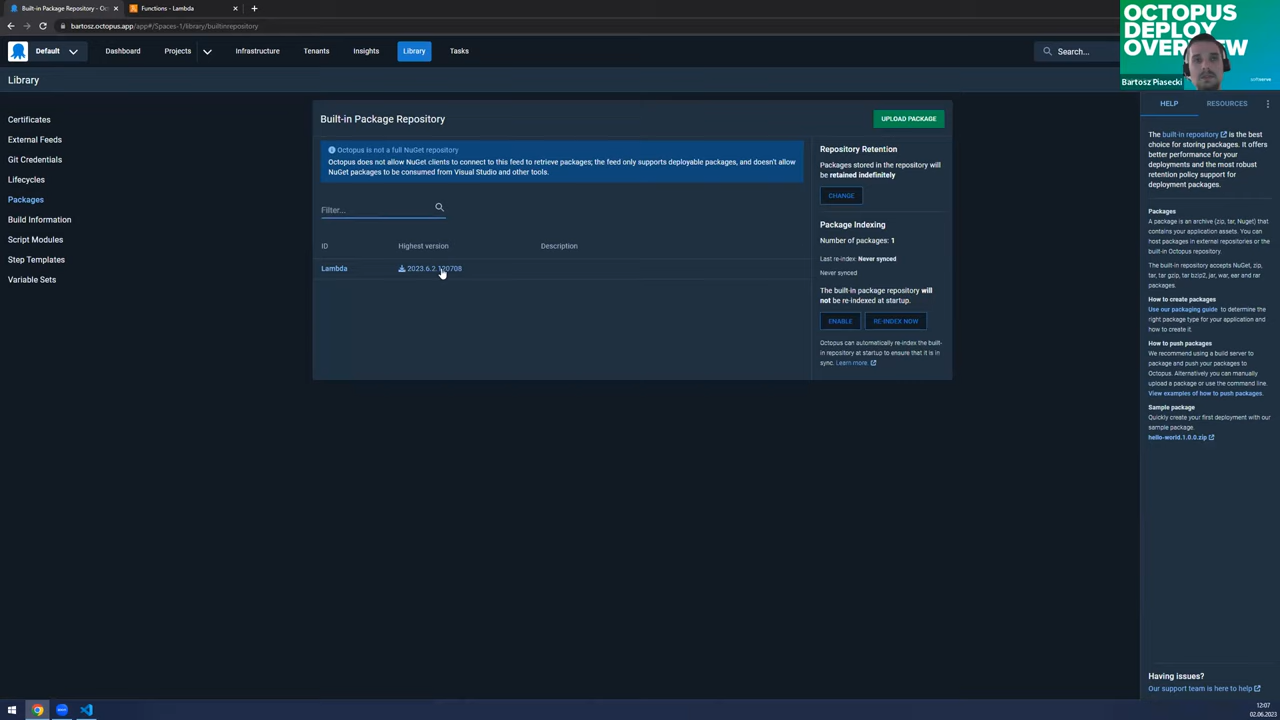 Built-in Package Repository - Oc
Functions - Lambda
bartosz.octopus.app/app#/Spaces-1/library/builtinrepository
OCTOPUS
DEPLOY
OVERVIEW
softserve
Bartosz Piasecki
Default
Dashboard
Projects
Infrastructure
Tenants
Insights
Library
Tasks
Search...
Library
Certificates
External Feeds
Git Credentials
Lifecycles
Packages
Build Information
Script Modules
Step Templates
Variable Sets
Built-in Package Repository
UPLOAD PACKAGE
Octopus is not a full NuGet repository
Octopus does not allow NuGet clients to connect to this feed to retrieve packages; the feed only supports deployable packages, and doesn't allow
NuGet packages to be consumed from Visual Studio and other tools.
Filter...
ID
Highest version
Description
Lambda
2023.6.2.120708
Repository Retention
Packages stored in the repository will
be retained indefinitely
CHANGE
Package Indexing
Number of packages: 1
Last re-index: Never synced
Never synced
The built-in package repository will
not be re-indexed at startup.
ENABLE
RE-INDEX NOW
Octopus can automatically re-index the built-
in repository at startup to ensure that it is in
sync. Learn more.
HELP
RESOURCES
The built-in repository is the best
choice for storing packages. It offers
better performance for your
deployments and the most robust
retention policy support for
deployment packages.
Packages
A package is an archive (zip, tar, Nuget) that
contains your application assets. You can
host packages in external repositories or the
built-in Octopus repository.
The built-in repository accepts NuGet, zip,
tar, tar gzip, tar bzip2, jar, war, ear and rar
packages.
How to create packages
Use our packaging guide to determine the
right package type for your application and
how to create it.
How to push packages
We recommend using a build server to
package and push your packages to
Octopus. Alternatively you can manually
upload a package or use the command line.
View examples of how to push packages.
Sample package
Quickly create your first deployment with our
sample package.
hello-world.1.0.0.zip
Having issues?
Our support team is here to help
12:07
02.06.2023